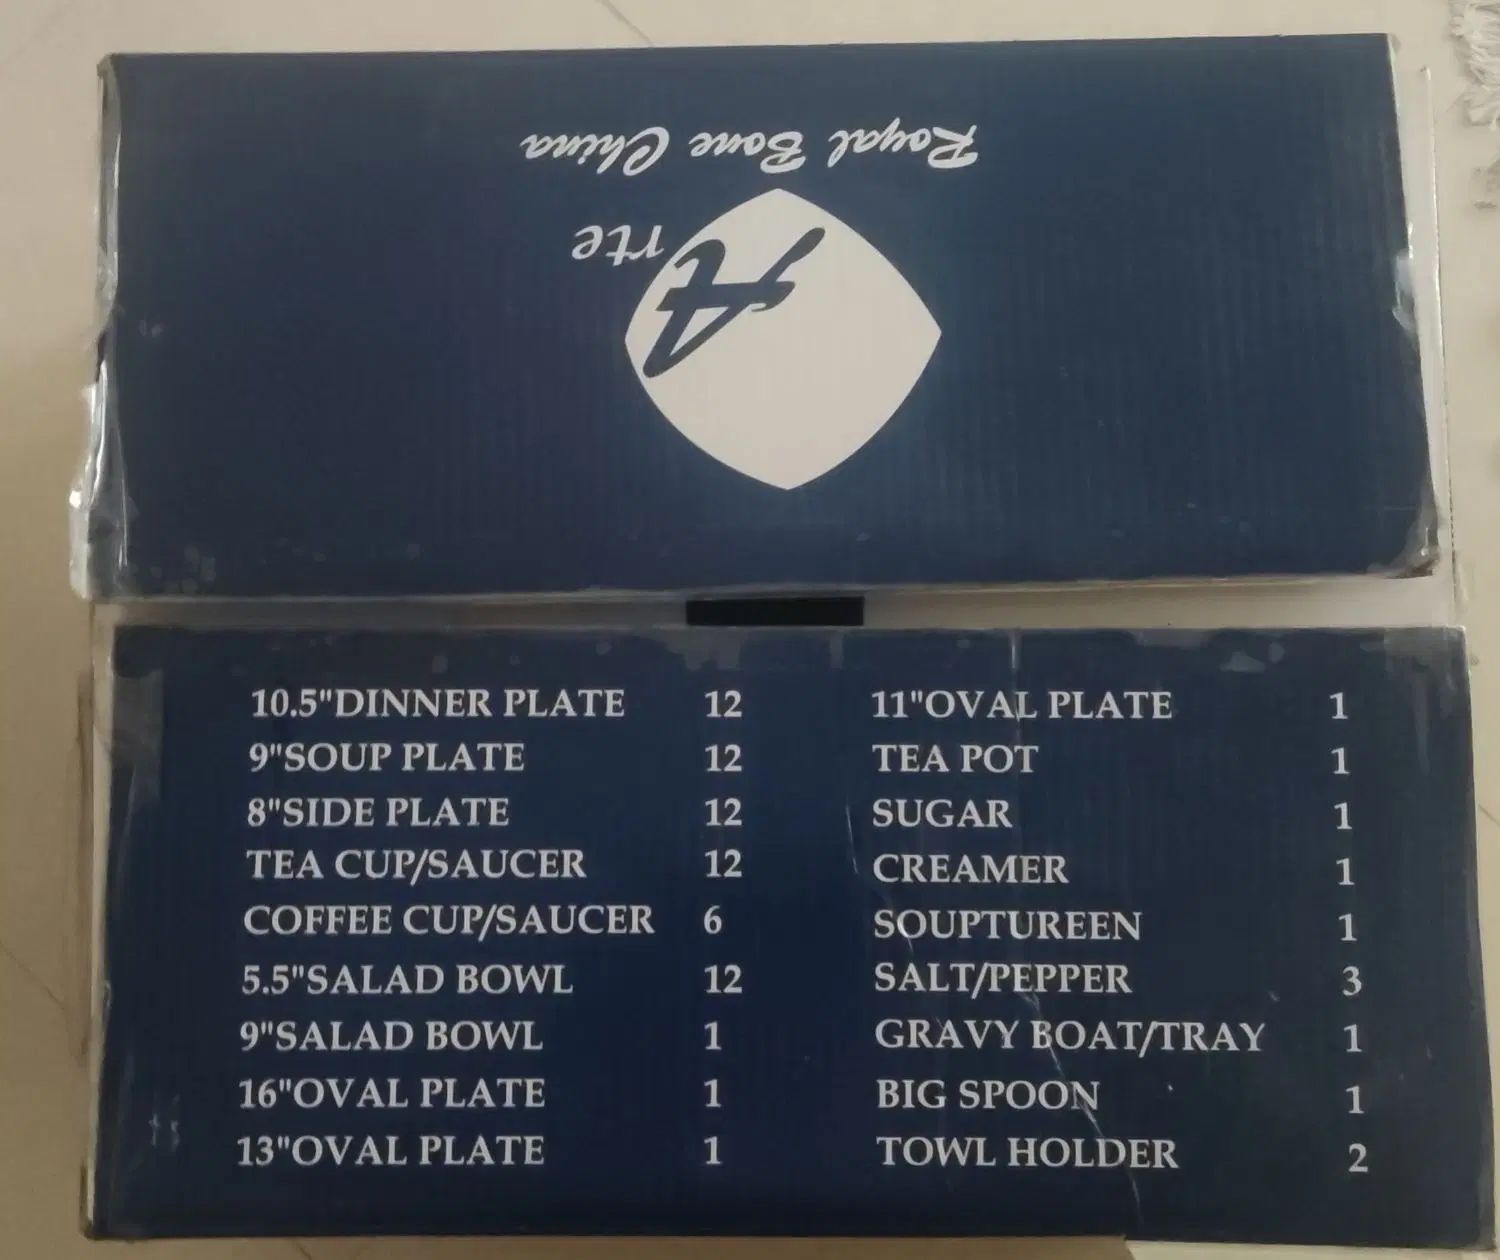 Royal Bone China
Arte
10.5"DINNER PLATE 12
9"SOUP PLATE 12
8"SIDE PLATE 12
TEA CUP/SAUCER 12
COFFEE CUP/SAUCER 6
5.5"SALAD BOWL 12
9"SALAD BOWL 1
16"OVAL PLATE 1
13"OVAL PLATE 1
11"OVAL PLATE 1
TEA POT 1
SUGAR 1
CREAMER 1
SOUPTUREEN 1
SALT/PEPPER 3
GRAVY BOAT/TRAY 1
BIG SPOON 1
TOWL HOLDER 2